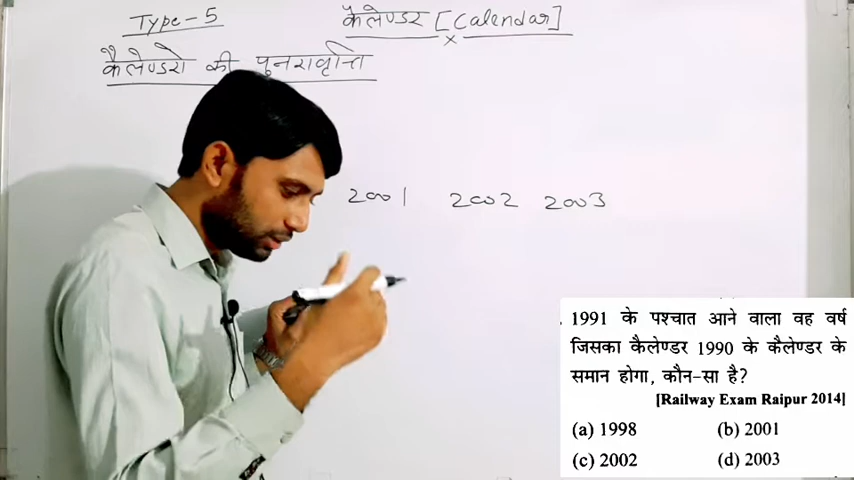 Type-5
कैलेण्डर [Calendar]
x
कैलेण्डरो की पुनरावृत्ति
2001 2002 2003
1991 के पश्चात आने वाला वह वर्ष
जिसका कैलेण्डर 1990 के कैलेण्डर के
समान होगा, कौन-सा है?
[Railway Exam Raipur 2014]
(a) 1998 (b) 2001
(c) 2002 (d) 2003